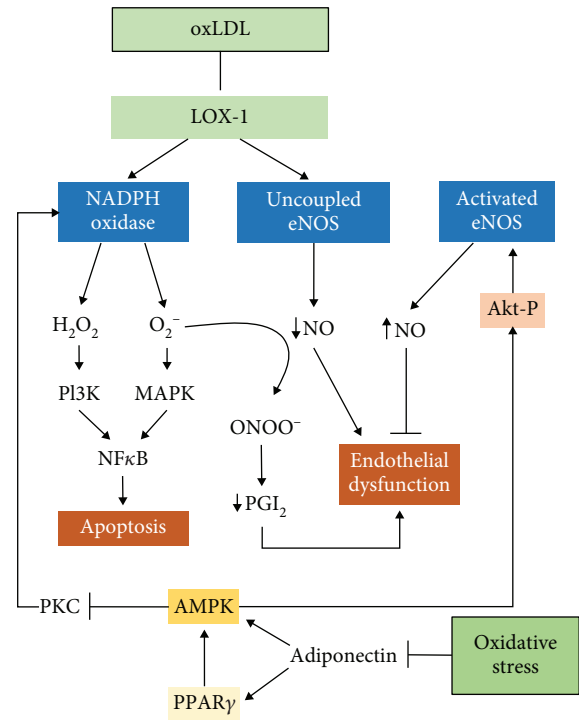 oxLDL
LOX-1
NADPH
oxidase
Uncoupled
eNOS
Activated
eNOS
Akt-P
H₂O₂
O₂⁻
↓NO
↑NO
Pl3K
MAPK
ONOO⁻
NFκB
Endothelial
dysfunction
↓PGI₂
Apoptosis
PKC
AMPK
Adiponectin
Oxidative
stress
PPARγ